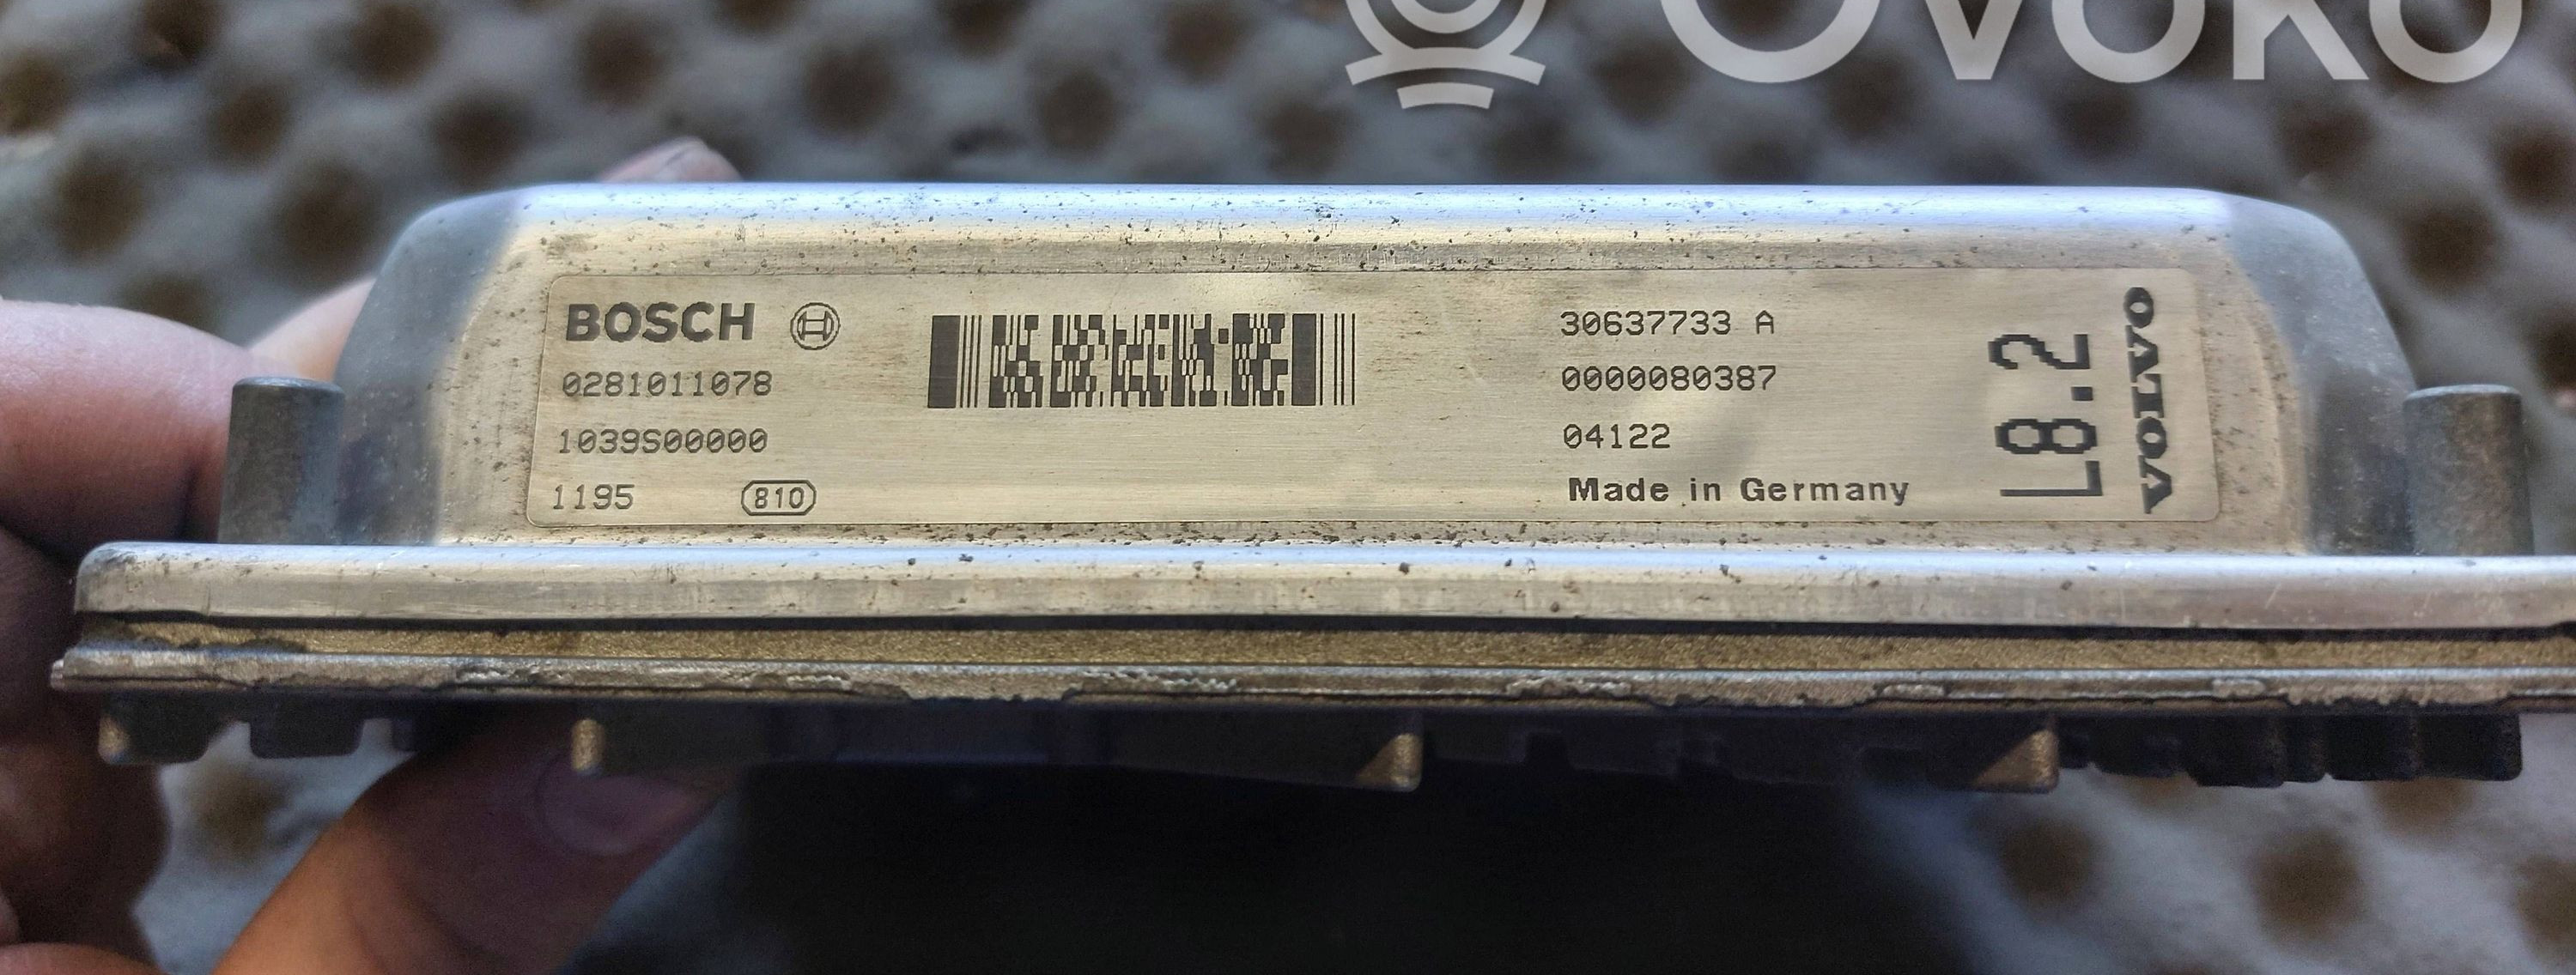 OVOKO
BOSCH
0281011078
1039S00000
1195 810
30637733 A
0000080387
04122
Made in Germany
L8.2
VOLVO